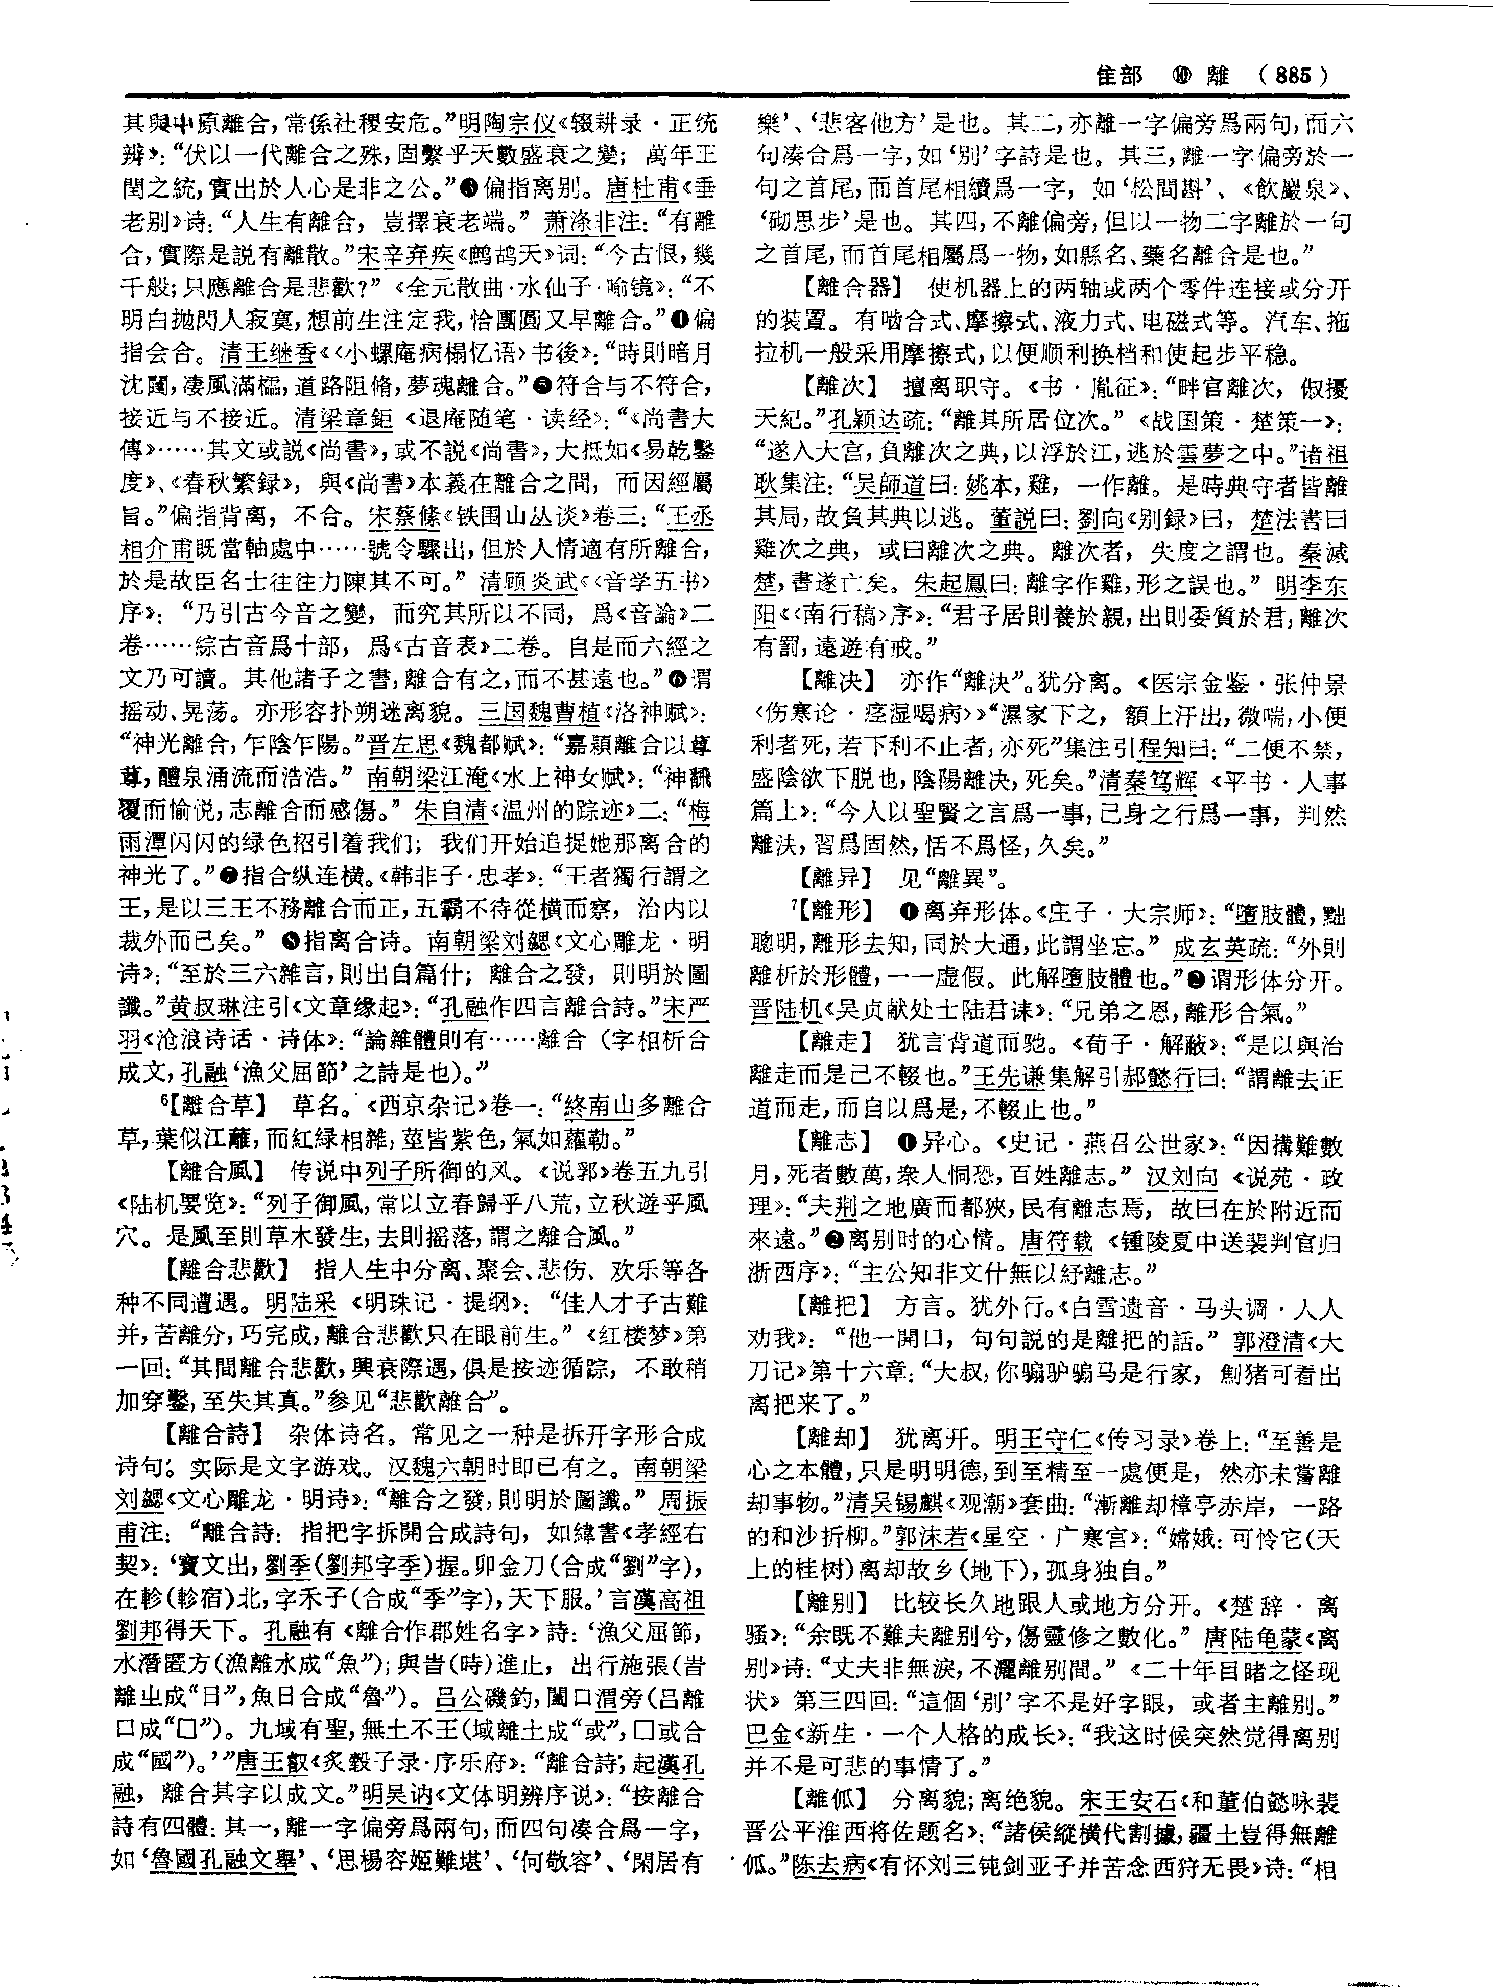 隹部 ⑩ 離 （885）
其與中原離合，常係社稷安危。”明陶宗仪《辍耕录·正统
辨》：“伏以一代離合之殊，固繫乎天數盛衰之變；萬年正
閏之統，實出於人心是非之公。”❸偏指离别。唐杜甫《垂
老别》诗：“人生有離合，豈擇衰老端。”萧涤非注：“有離
合，實際是説有離散。”宋辛弃疾《鹧鸪天》词：“今古恨，幾
千般；只應離合是悲歡？”《全元散曲·水仙子·喻镜》：“不
明白抛閃人寂寞，想前生注定我，恰團圓又早離合。”❹偏
指会合。清王继香《〈小螺庵病榻忆语〉书後》：“時則暗月
沈閨，凄風滿櫺，道路阻脩，夢魂離合。”❺符合与不符合，
接近与不接近。清梁章鉅《退庵随笔·读经》：“《尚書大
傳》……其文或説《尚書》，或不説《尚書》，大抵如《易乾鑿
度》、《春秋繁録》，與《尚書》本義在離合之間，而因經屬
旨。”偏指背离，不合。宋蔡絛《铁围山丛谈》卷三：“王丞
相介甫既當軸處中……號令驟出，但於人情適有所離合，
於是故臣名士往往力陳其不可。”清顾炎武《〈音学五书〉
序》：“乃引古今音之變，而究其所以不同，爲《音論》二
卷……綜古音爲十部，爲《古音表》二卷。自是而六經之
文乃可讀。其他諸子之書，離合有之，而不甚遠也。”❻谓
摇动、晃荡。亦形容扑朔迷离貌。三国魏曹植《洛神赋》：
“神光離合，乍陰乍陽。”晋左思《魏都赋》：“嘉穎離合以尊
尊，醴泉涌流而浩浩。”南朝梁江淹《水上神女赋》：“神翻
覆而愉悦，志離合而感傷。”朱自清《温州的踪迹》二：“梅
雨潭闪闪的绿色招引着我们；我们开始追捉她那离合的
神光了。”❼指合纵连横。《韩非子·忠孝》：“王者獨行謂之
王，是以三王不務離合而正，五霸不待從横而察，治内以
裁外而已矣。”❽指离合诗。南朝梁刘勰《文心雕龙·明
诗》：“至於三六雜言，則出自篇什；離合之發，則明於圖
讖。”黄叔琳注引《文章缘起》：“孔融作四言離合詩。”宋严
羽《沧浪诗话·诗体》：“論雜體則有……離合（字相析合
成文，孔融‘漁父屈節’之詩是也）。”
⁶【離合草】 草名。《西京杂记》卷一：“終南山多離合
草，葉似江蘺，而紅緑相雜，莖皆紫色，氣如蘿勒。”
【離合風】 传说中列子所御的风。《说郛》卷五九引
《陆机要览》：“列子御風，常以立春歸乎八荒，立秋遊乎風
穴。是風至則草木發生，去則摇落，謂之離合風。”
【離合悲歡】 指人生中分离、聚会、悲伤、欢乐等各
种不同遭遇。明陆采《明珠记·提纲》：“佳人才子古難
并，苦離分，巧完成，離合悲歡只在眼前生。”《红楼梦》第
一回：“其間離合悲歡，興衰際遇，俱是按迹循踪，不敢稍
加穿鑿，至失其真。”参见“悲歡離合”。
【離合詩】 杂体诗名。常见之一种是拆开字形合成
诗句。实际是文字游戏。汉魏六朝时即已有之。南朝梁
刘勰《文心雕龙·明诗》：“離合之發，則明於圖讖。”周振
甫注：“離合詩：指把字拆開合成詩句，如緯書《孝經右
契》：‘寶文出，劉季（劉邦字季）握。卯金刀（合成“劉”字），
在軫（軫宿）北，字禾子（合成“季”字），天下服。’言漢高祖
劉邦得天下。孔融有《離合作郡姓名字》詩：‘漁父屈節，
水潛匿方（漁離水成“魚”）；與旹（時）進止，出行施張（旹
離㞢成“日”，魚日合成“魯”）。吕公磯釣，闔口渭旁（吕離
口成“口”）。九域有聖，無土不王（域離土成“或”，口或合
成“國”）。’”唐王叡《炙毂子录·序乐府》：“離合詩，起漢孔
融，離合其字以成文。”明吴讷《文体明辨序说》：“按離合
詩有四體：其一，離一字偏旁爲兩句，而四句凑合爲一字，
如‘魯國孔融文舉’、‘思楊容姬難堪’、‘何敬容’、‘閑居有
樂’、‘悲客他方’是也。其二，亦離一字偏旁爲兩句，而六
句凑合爲一字，如‘别’字詩是也。其三，離一字偏旁於一
句之首尾，而首尾相續爲一字，如‘松間斟’、《飲巖泉》、
‘砌思步’是也。其四，不離偏旁，但以一物二字離於一句
之首尾，而首尾相屬爲一物，如縣名、藥名離合是也。”
【離合器】 使机器上的两轴或两个零件连接或分开
的装置。有啮合式、摩擦式、液力式、电磁式等。汽车、拖
拉机一般采用摩擦式，以便顺利换档和使起步平稳。
【離次】 擅离职守。《书·胤征》：“畔官離次，俶擾
天紀。”孔颖达疏：“離其所居位次。”《战国策·楚策一》：
“遂入大宫，負離次之典，以浮於江，逃於雲夢之中。”诸祖
耿集注：“吴師道曰：姚本，雞，一作離。是時典守者皆離
其局，故負其典以逃。董説曰：劉向《别録》曰，楚法書曰
雞次之典，或曰離次之典。離次者，失度之謂也。秦滅
楚，書遂亡矣。朱起鳳曰：離字作雞，形之誤也。”明李东
阳《〈南行稿〉序》：“君子居則養於親，出則委質於君，離次
有罰，遠遊有戒。”
【離决】 亦作“離決”。犹分离。《医宗金鉴·张仲景
〈伤寒论·痉湿暍病〉》“濕家下之，額上汗出，微喘，小便
利者死，若下利不止者，亦死”集注引程知曰：“二便不禁，
盛陰欲下脱也，陰陽離决，死矣。”清秦笃辉《平书·人事
篇上》：“今人以聖賢之言爲一事，己身之行爲一事，判然
離決，習爲固然，恬不爲怪，久矣。”
【離异】 见“離異”。
⁷【離形】 ❶离弃形体。《庄子·大宗师》：“墮肢體，黜
聰明，離形去知，同於大通，此謂坐忘。”成玄英疏：“外則
離析於形體，一一虚假。此解墮肢體也。”❷谓形体分开。
晋陆机《吴贞献处士陆君诔》：“兄弟之恩，離形合氣。”
【離走】 犹言背道而驰。《荀子·解蔽》：“是以與治
離走而是己不輟也。”王先谦集解引郝懿行曰：“謂離去正
道而走，而自以爲是，不輟止也。”
【離志】 ❶异心。《史记·燕召公世家》：“因搆難數
月，死者數萬，衆人恫恐，百姓離志。”汉刘向《说苑·政
理》：“夫荆之地廣而都狹，民有離志焉，故曰在於附近而
來遠。”❷离别时的心情。唐符载《锺陵夏中送裴判官归
浙西序》：“主公知非文什無以紓離志。”
【離把】 方言。犹外行。《白雪遗音·马头调·人人
劝我》：“他一開口，句句説的是離把的話。”郭澄清《大
刀记》第十六章：“大叔，你骟驴骟马是行家，劁猪可看出
离把来了。”
【離却】 犹离开。明王守仁《传习录》卷上：“至善是
心之本體，只是明明德，到至精至一處便是，然亦未嘗離
却事物。”清吴锡麒《观潮》套曲：“漸離却樟亭赤岸，一路
的和沙折柳。”郭沫若《星空·广寒宫》：“嫦娥：可怜它（天
上的桂树）离却故乡（地下），孤身独自。”
【離别】 比较长久地跟人或地方分开。《楚辞·离
骚》：“余既不難夫離别兮，傷靈修之數化。”唐陆龟蒙《离
别》诗：“丈夫非無淚，不灑離别間。”《二十年目睹之怪现
状》第三四回：“這個‘别’字不是好字眼，或者主離别。”
巴金《新生·一个人格的成长》：“我这时候突然觉得离别
并不是可悲的事情了。”
【離㧓】 分离貌；离绝貌。宋王安石《和董伯懿咏裴
晋公平淮西将佐题名》：“諸侯縱横代割據，疆土豈得無離
。”陈去病《有怀刘三钝剑亚子并苦念西狩无畏》诗：“相